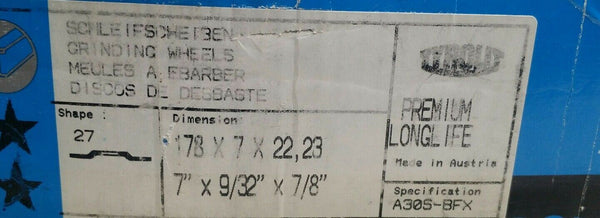 SCHLEIFSCHEIBEN
GRINDING WHEELS
MEULES A EBARBER
DISCOS DE DESBASTE
TYROLIT
PREMIUM
LONGLIFE
Made in Austria
Shape :
27
Dimension :
178 X 7 X 22,23
7" x 9/32" x 7/8"
Specification
A30S-BFX